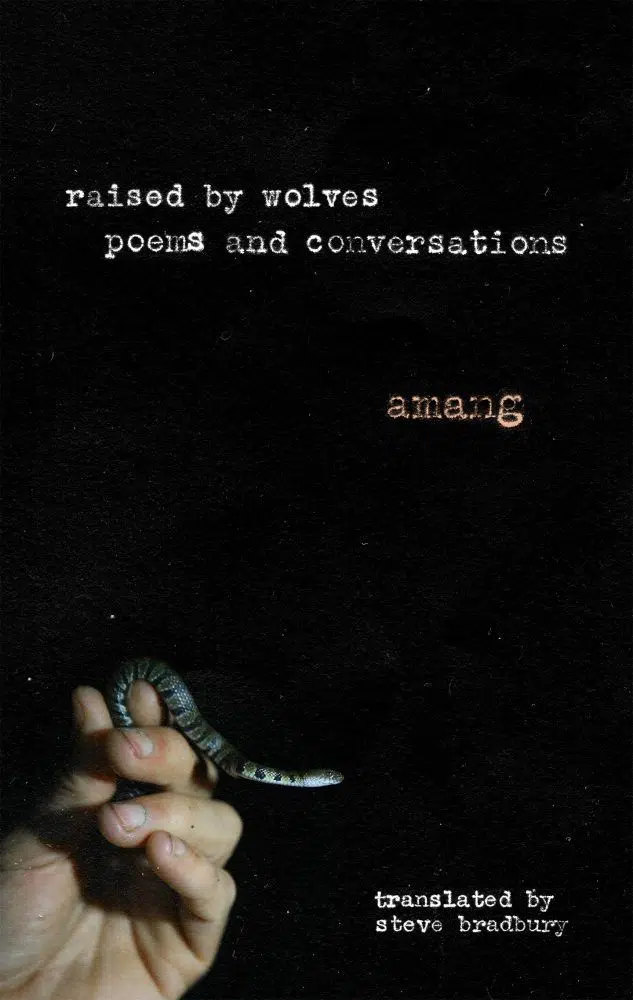 raised by wolves
poems and conversations
amang
translated by
steve bradbury